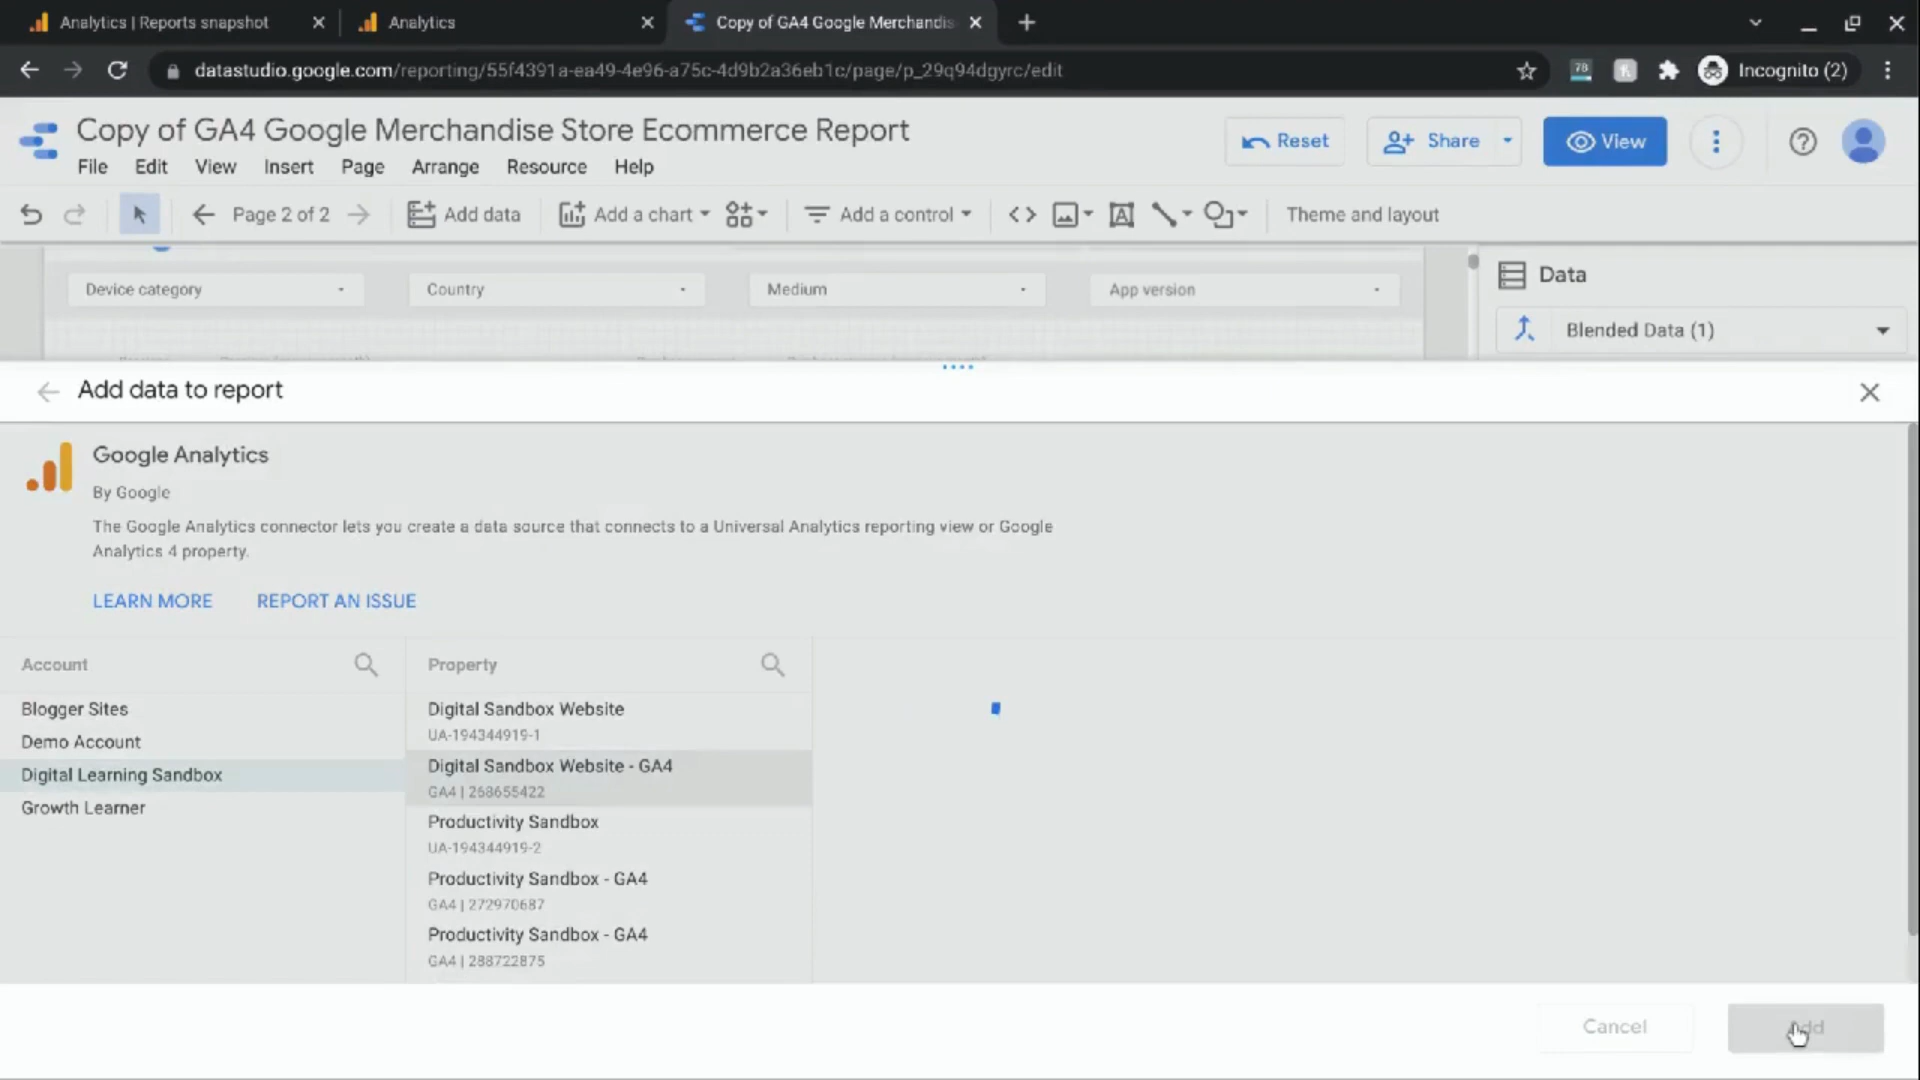 Analytics | Reports snapshot
Analytics
Copy of GA4 Google Merchandis
datastudio.google.com/reporting/55f4391a-ea49-4e96-a75c-4d9b2a36eb1c/page/p_29q94dgyrc/edit
78
Incognito (2)
Copy of GA4 Google Merchandise Store Ecommerce Report
Reset
Share
View
File Edit View Insert Page Arrange Resource Help
Page 2 of 2
Add data
Add a chart
Add a control
Theme and layout
Device category
Country
Medium
App version
Data
Blended Data (1)
Add data to report
Google Analytics
By Google
The Google Analytics connector lets you create a data source that connects to a Universal Analytics reporting view or Google
Analytics 4 property.
LEARN MORE
REPORT AN ISSUE
Account
Blogger Sites
Demo Account
Digital Learning Sandbox
Growth Learner
Property
Digital Sandbox Website
UA-194344919-1
Digital Sandbox Website - GA4
GA4 | 268655422
Productivity Sandbox
UA-194344919-2
Productivity Sandbox - GA4
GA4 | 272970687
Productivity Sandbox - GA4
GA4 | 288722875
Cancel
Add